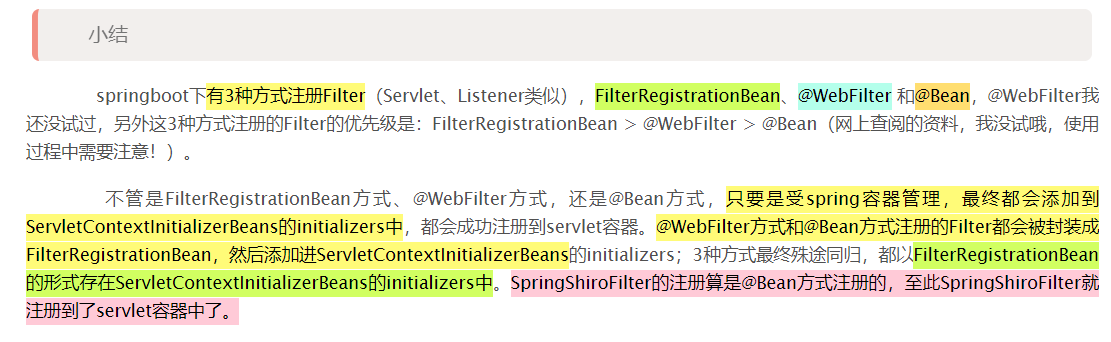 小结
springboot下有3种方式注册Filter（Servlet、Listener类似），FilterRegistrationBean、@WebFilter 和@Bean，@WebFilter我
还没试过，另外这3种方式注册的Filter的优先级是：FilterRegistrationBean > @WebFilter > @Bean（网上查阅的资料，我没试哦，使用
过程中需要注意！）。
不管是FilterRegistrationBean方式、@WebFilter方式，还是@Bean方式，只要是受spring容器管理，最终都会添加到
ServletContextInitializerBeans的initializers中，都会成功注册到servlet容器。@WebFilter方式和@Bean方式注册的Filter都会被封装成
FilterRegistrationBean，然后添加进ServletContextInitializerBeans的initializers；3种方式最终殊途同归，都以FilterRegistrationBean
的形式存在ServletContextInitializerBeans的initializers中。SpringShiroFilter的注册算是@Bean方式注册的，至此SpringShiroFilter就
注册到了servlet容器中了。